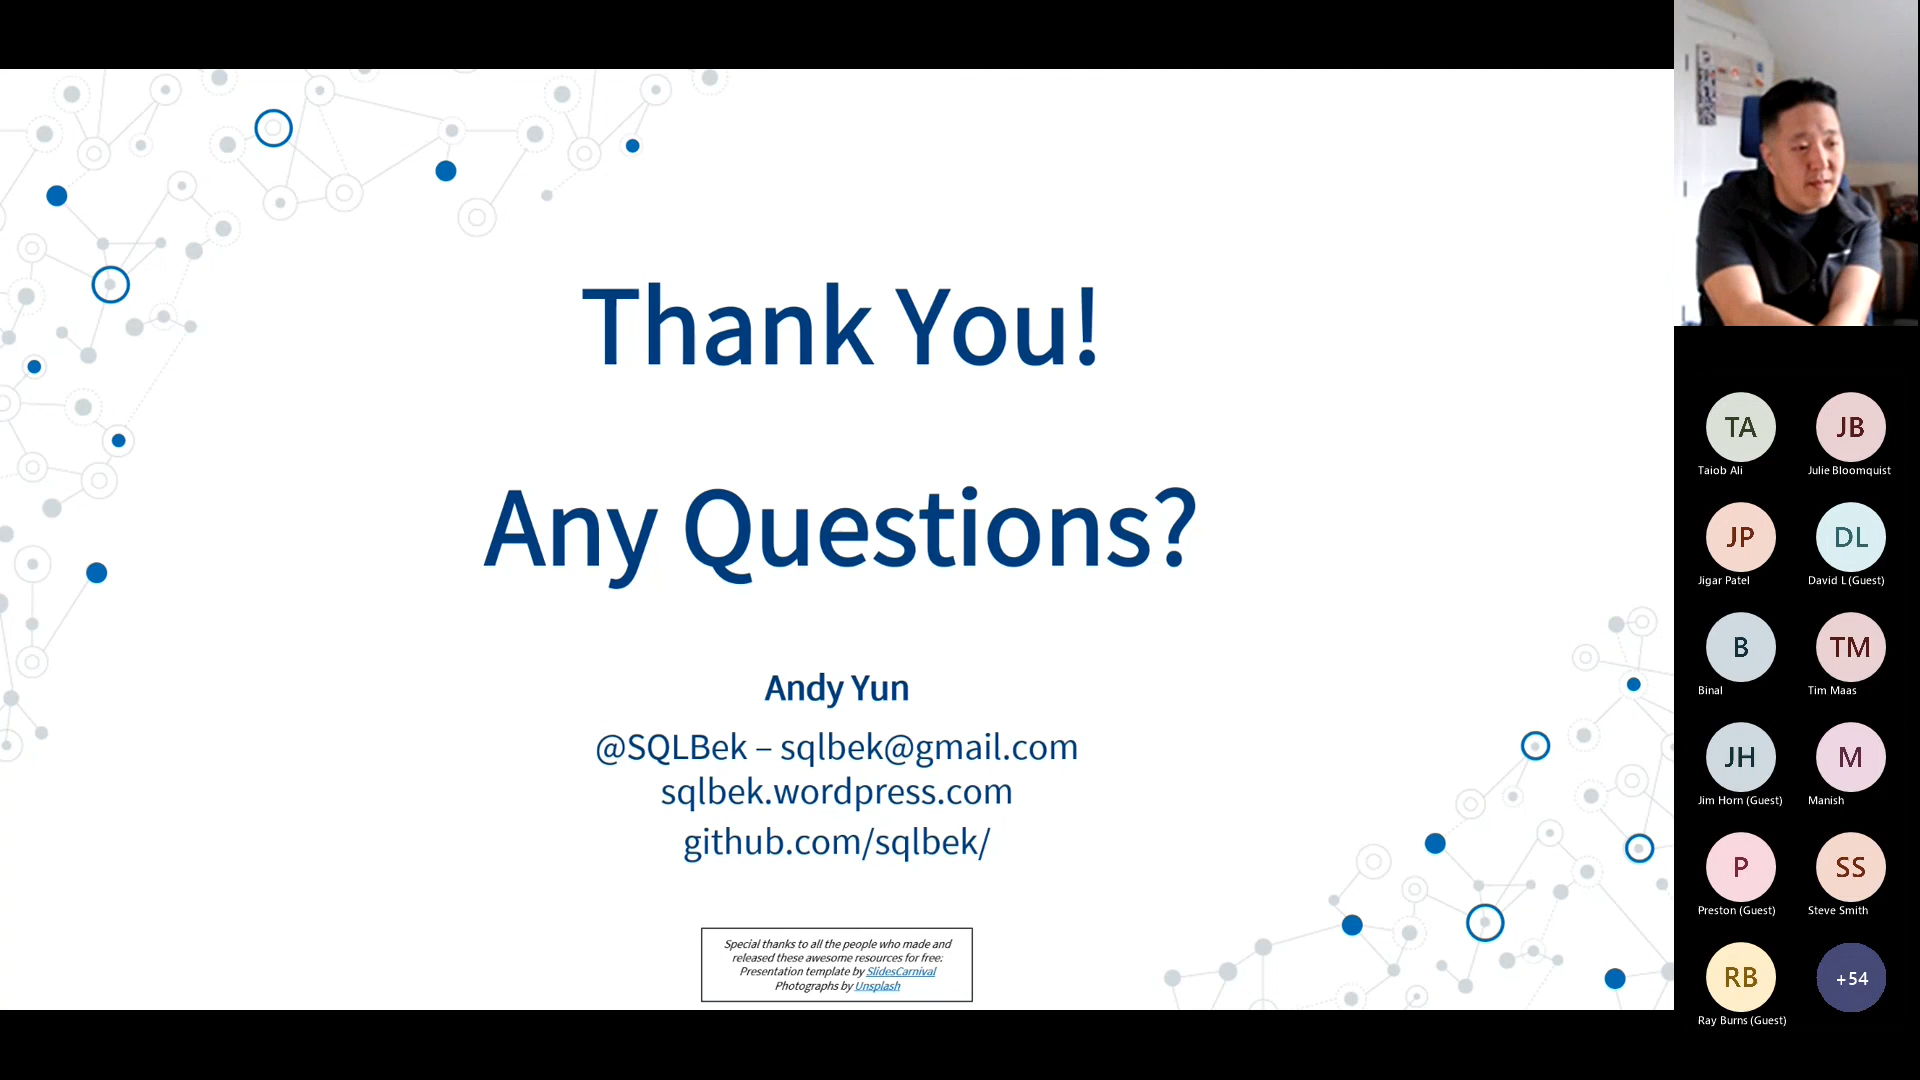 Thank You!
Any Questions?
Andy Yun
@SQLBek – sqlbek@gmail.com
sqlbek.wordpress.com
github.com/sqlbek/
Special thanks to all the people who made and
released these awesome resources for free:
Presentation template by SlidesCarnival
Photographs by Unsplash
TA
JB
Taiob Ali
Julie Bloomquist
JP
DL
Jigar Patel
David L (Guest)
B
TM
Binal
Tim Maas
JH
M
Jim Horn (Guest)
Manish
P
SS
Preston (Guest)
Steve Smith
RB
+54
Ray Burns (Guest)